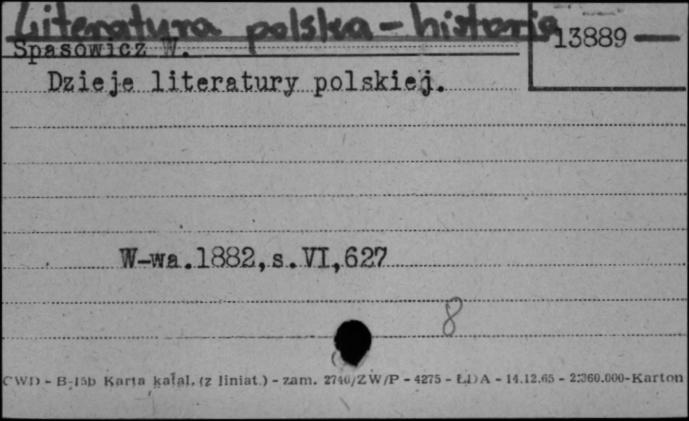 Literatura polska - historia
13889
Spasowicz W.
Dzieje literatury polskiej.
W-wa.1882,s.VI,627
8
CWD - B-15b Karta katal. (z liniat.) - zam. 2740/ZW/P - 4275 - ŁDA - 14.12.65 - 2.360.000-Karton